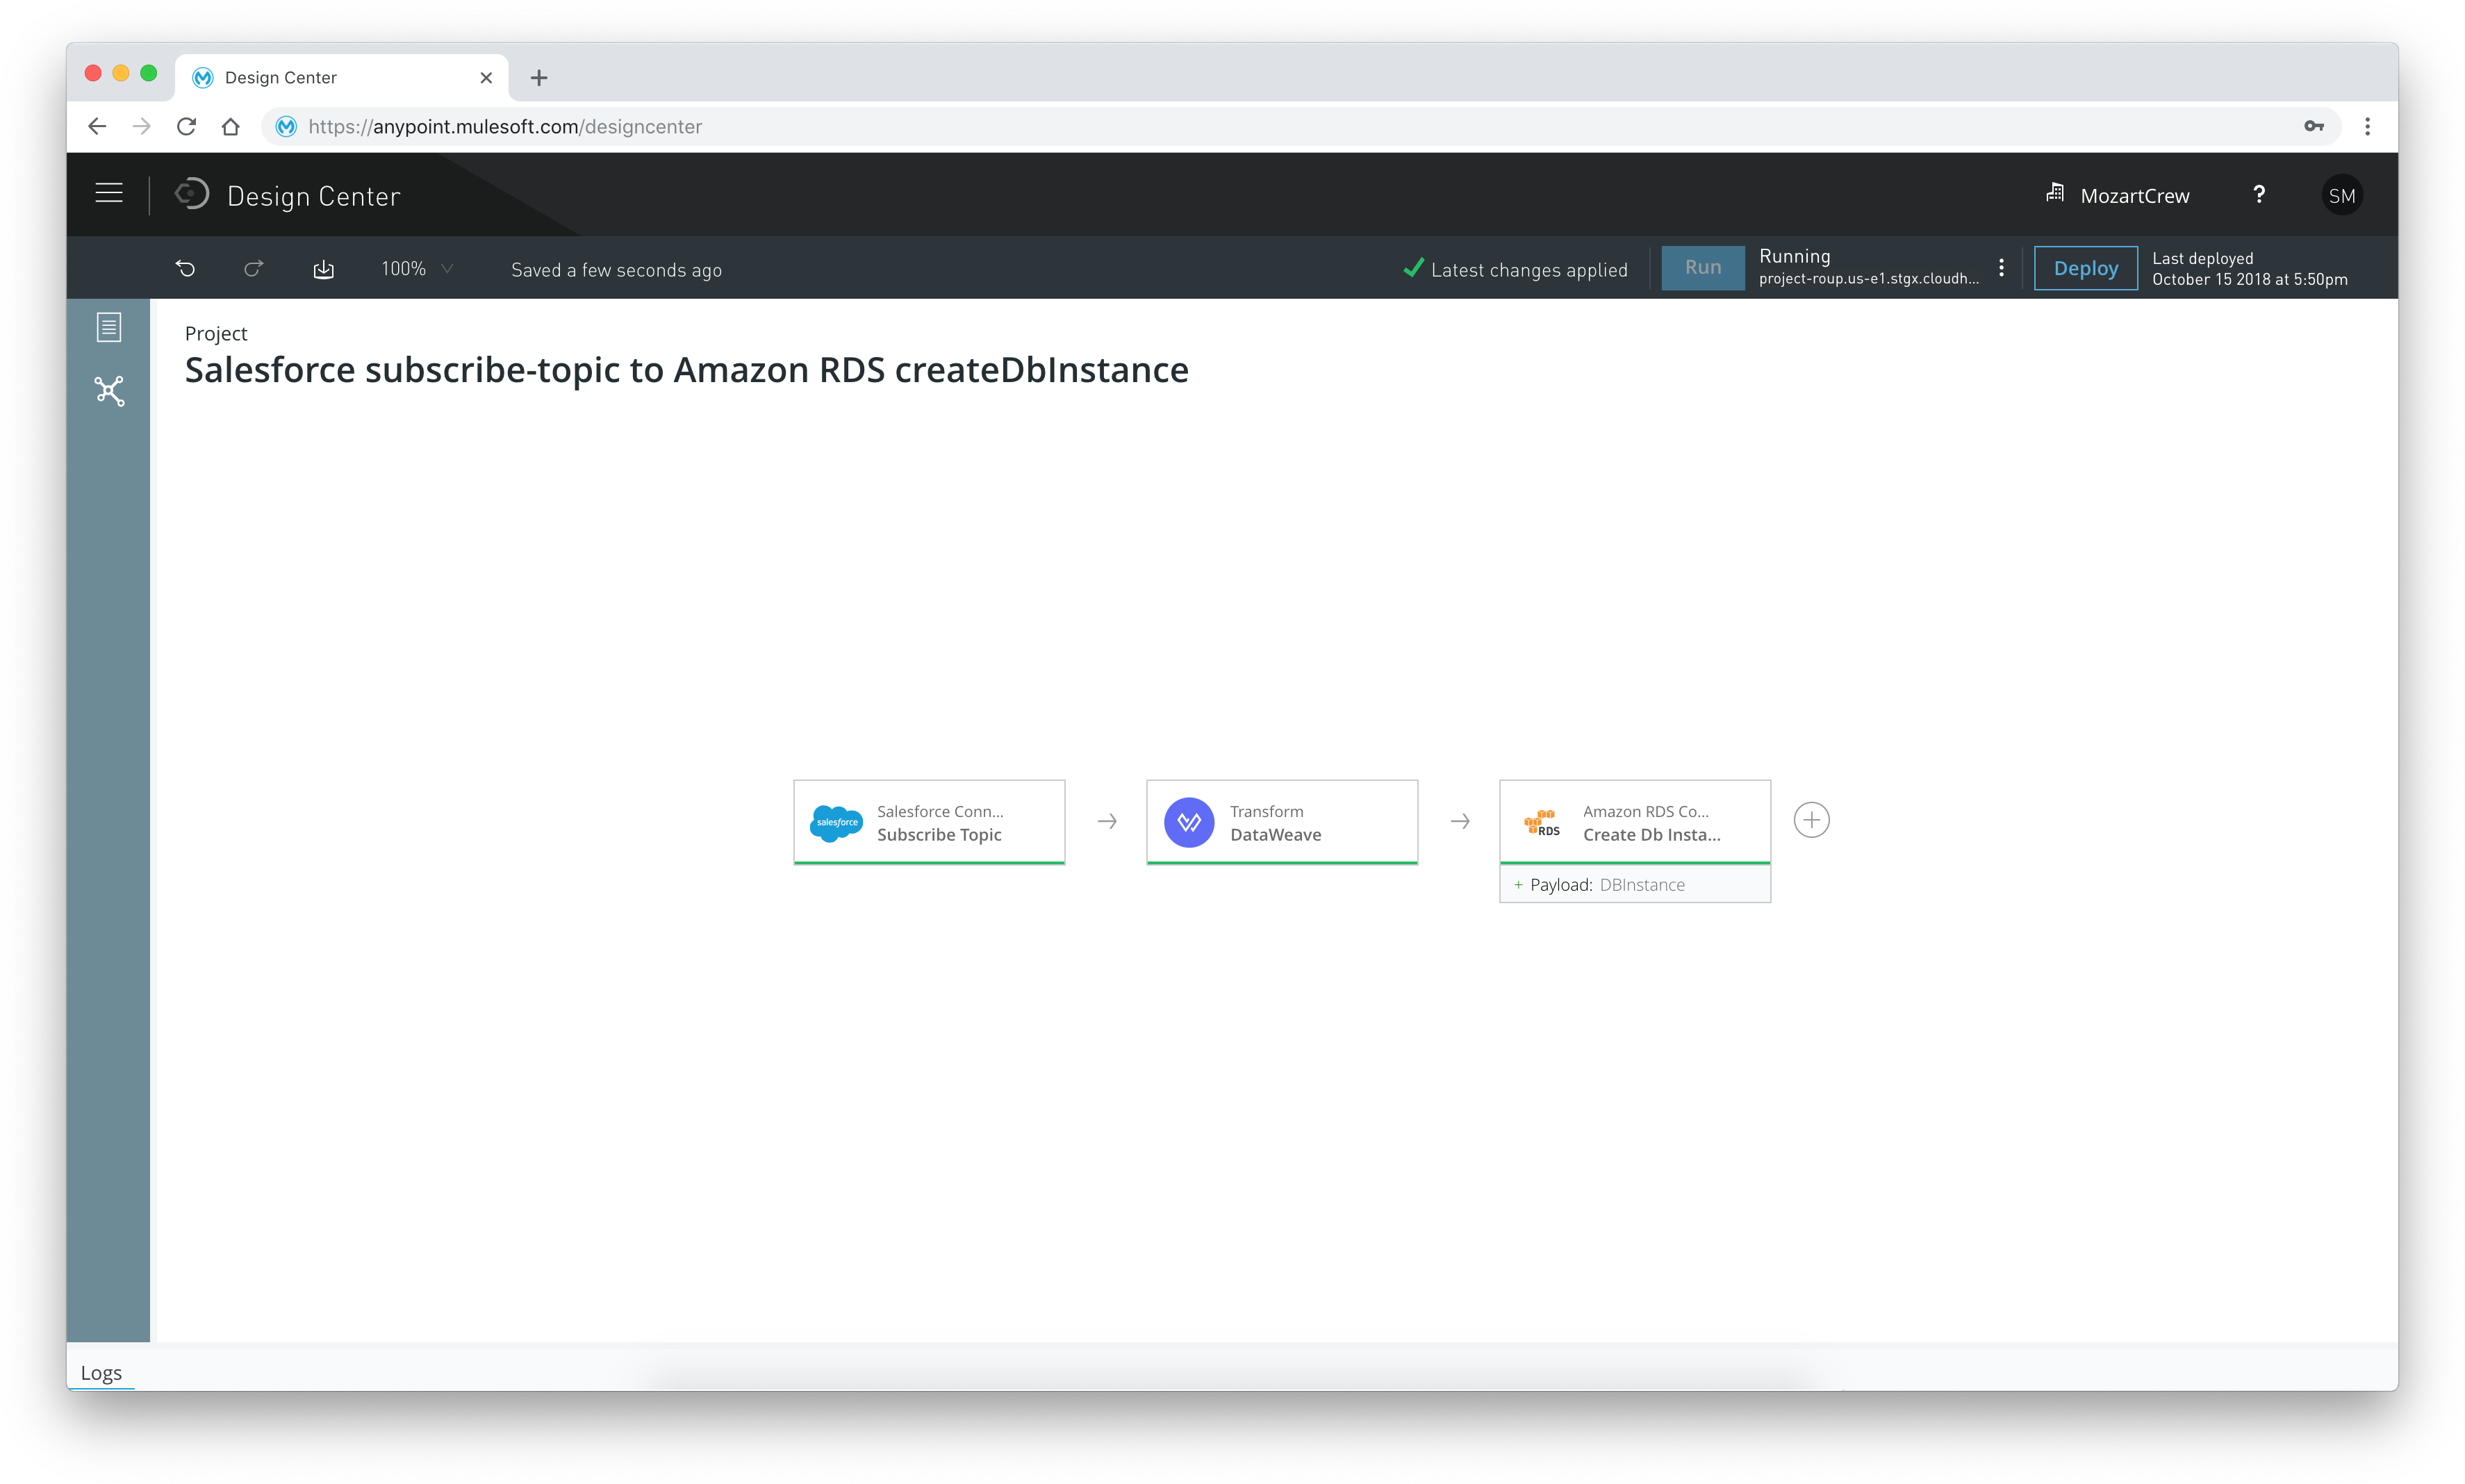 Design Center
https://anypoint.mulesoft.com/designcenter
Design Center
MozartCrew
?
SM
100%
Saved a few seconds ago
Latest changes applied
Run
Running
project-roup.us-e1.stgx.cloudh...
Deploy
Last deployed
October 15 2018 at 5:50pm
Project
Salesforce subscribe-topic to Amazon RDS createDbInstance
salesforce
Salesforce Conn...
Subscribe Topic
Transform
DataWeave
RDS
Amazon RDS Co...
Create Db Insta...
+ Payload: DBInstance
Logs